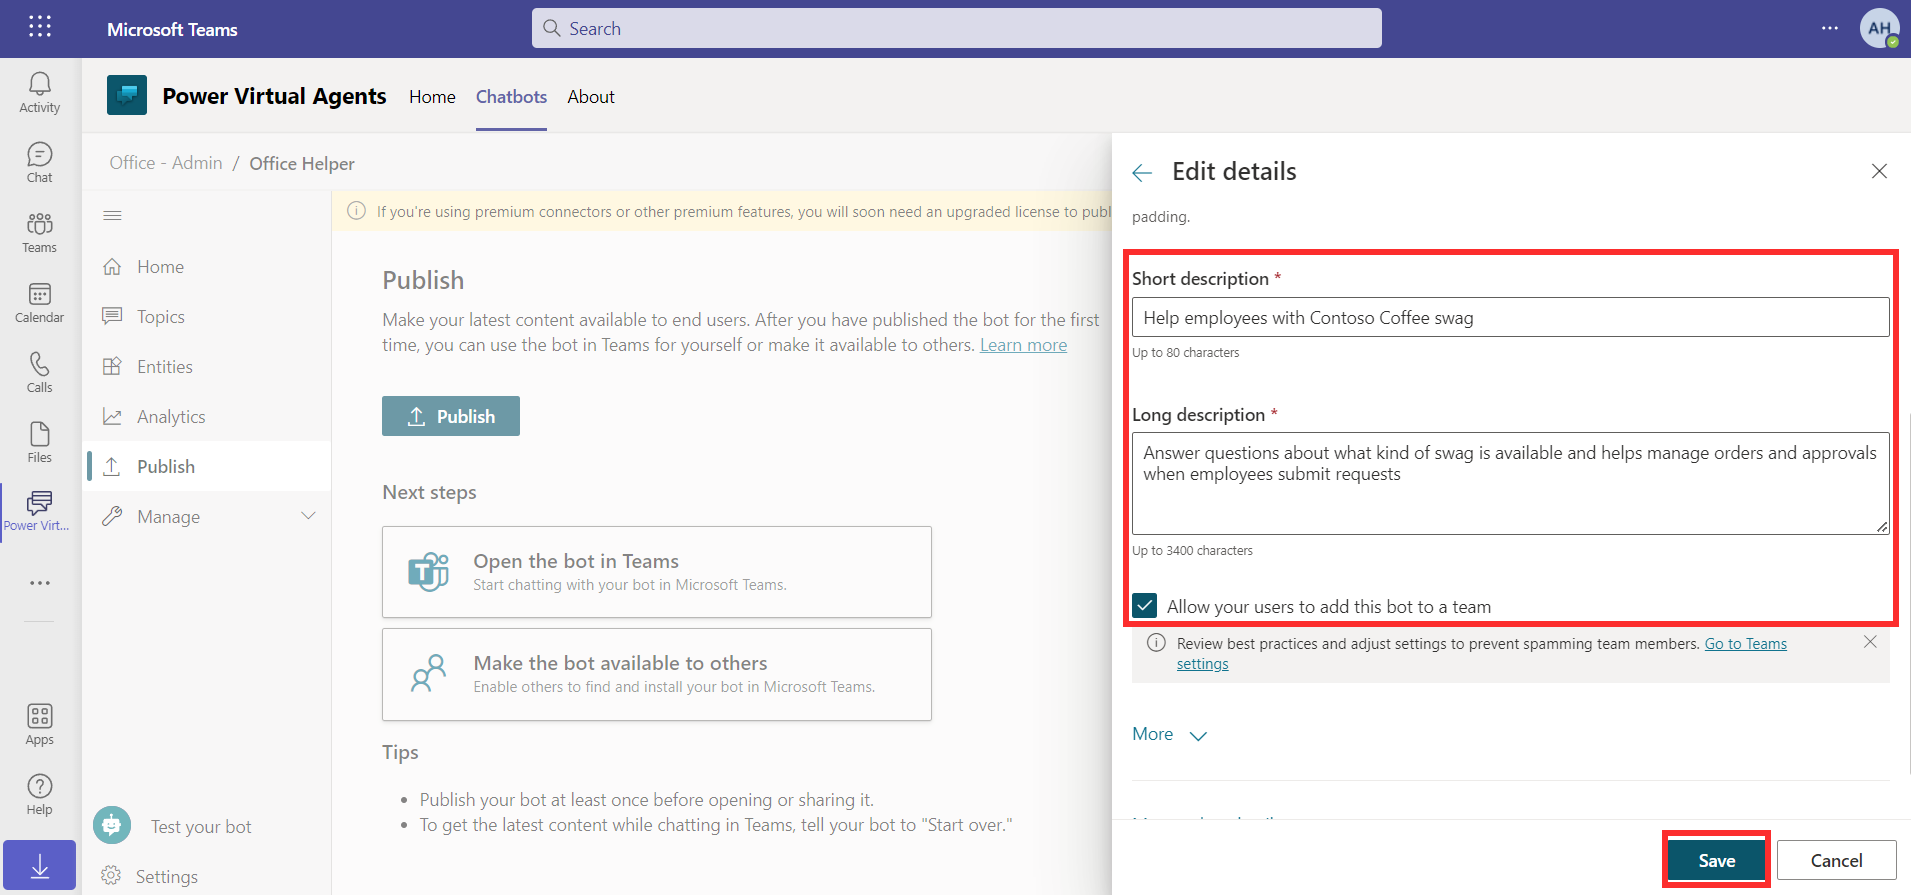 Microsoft Teams
Search
AH
Activity
Chat
Teams
Calendar
Calls
Files
Power Virt...
Apps
Help
Power Virtual Agents
Home
Chatbots
About
Office - Admin / Office Helper
Home
Topics
Entities
Analytics
Publish
Manage
Test your bot
Settings
If you're using premium connectors or other premium features, you will soon need an upgraded license to publ
Publish
Make your latest content available to end users. After you have published the bot for the first
time, you can use the bot in Teams for yourself or make it available to others. Learn more
Publish
Next steps
Open the bot in Teams
Start chatting with your bot in Microsoft Teams.
Make the bot available to others
Enable others to find and install your bot in Microsoft Teams.
Tips
• Publish your bot at least once before opening or sharing it.
• To get the latest content while chatting in Teams, tell your bot to "Start over."
Edit details
padding.
Short description *
Help employees with Contoso Coffee swag
Up to 80 characters
Long description *
Answer questions about what kind of swag is available and helps manage orders and approvals
when employees submit requests
Up to 3400 characters
Allow your users to add this bot to a team
Review best practices and adjust settings to prevent spamming team members. Go to Teams
settings
More
Save
Cancel